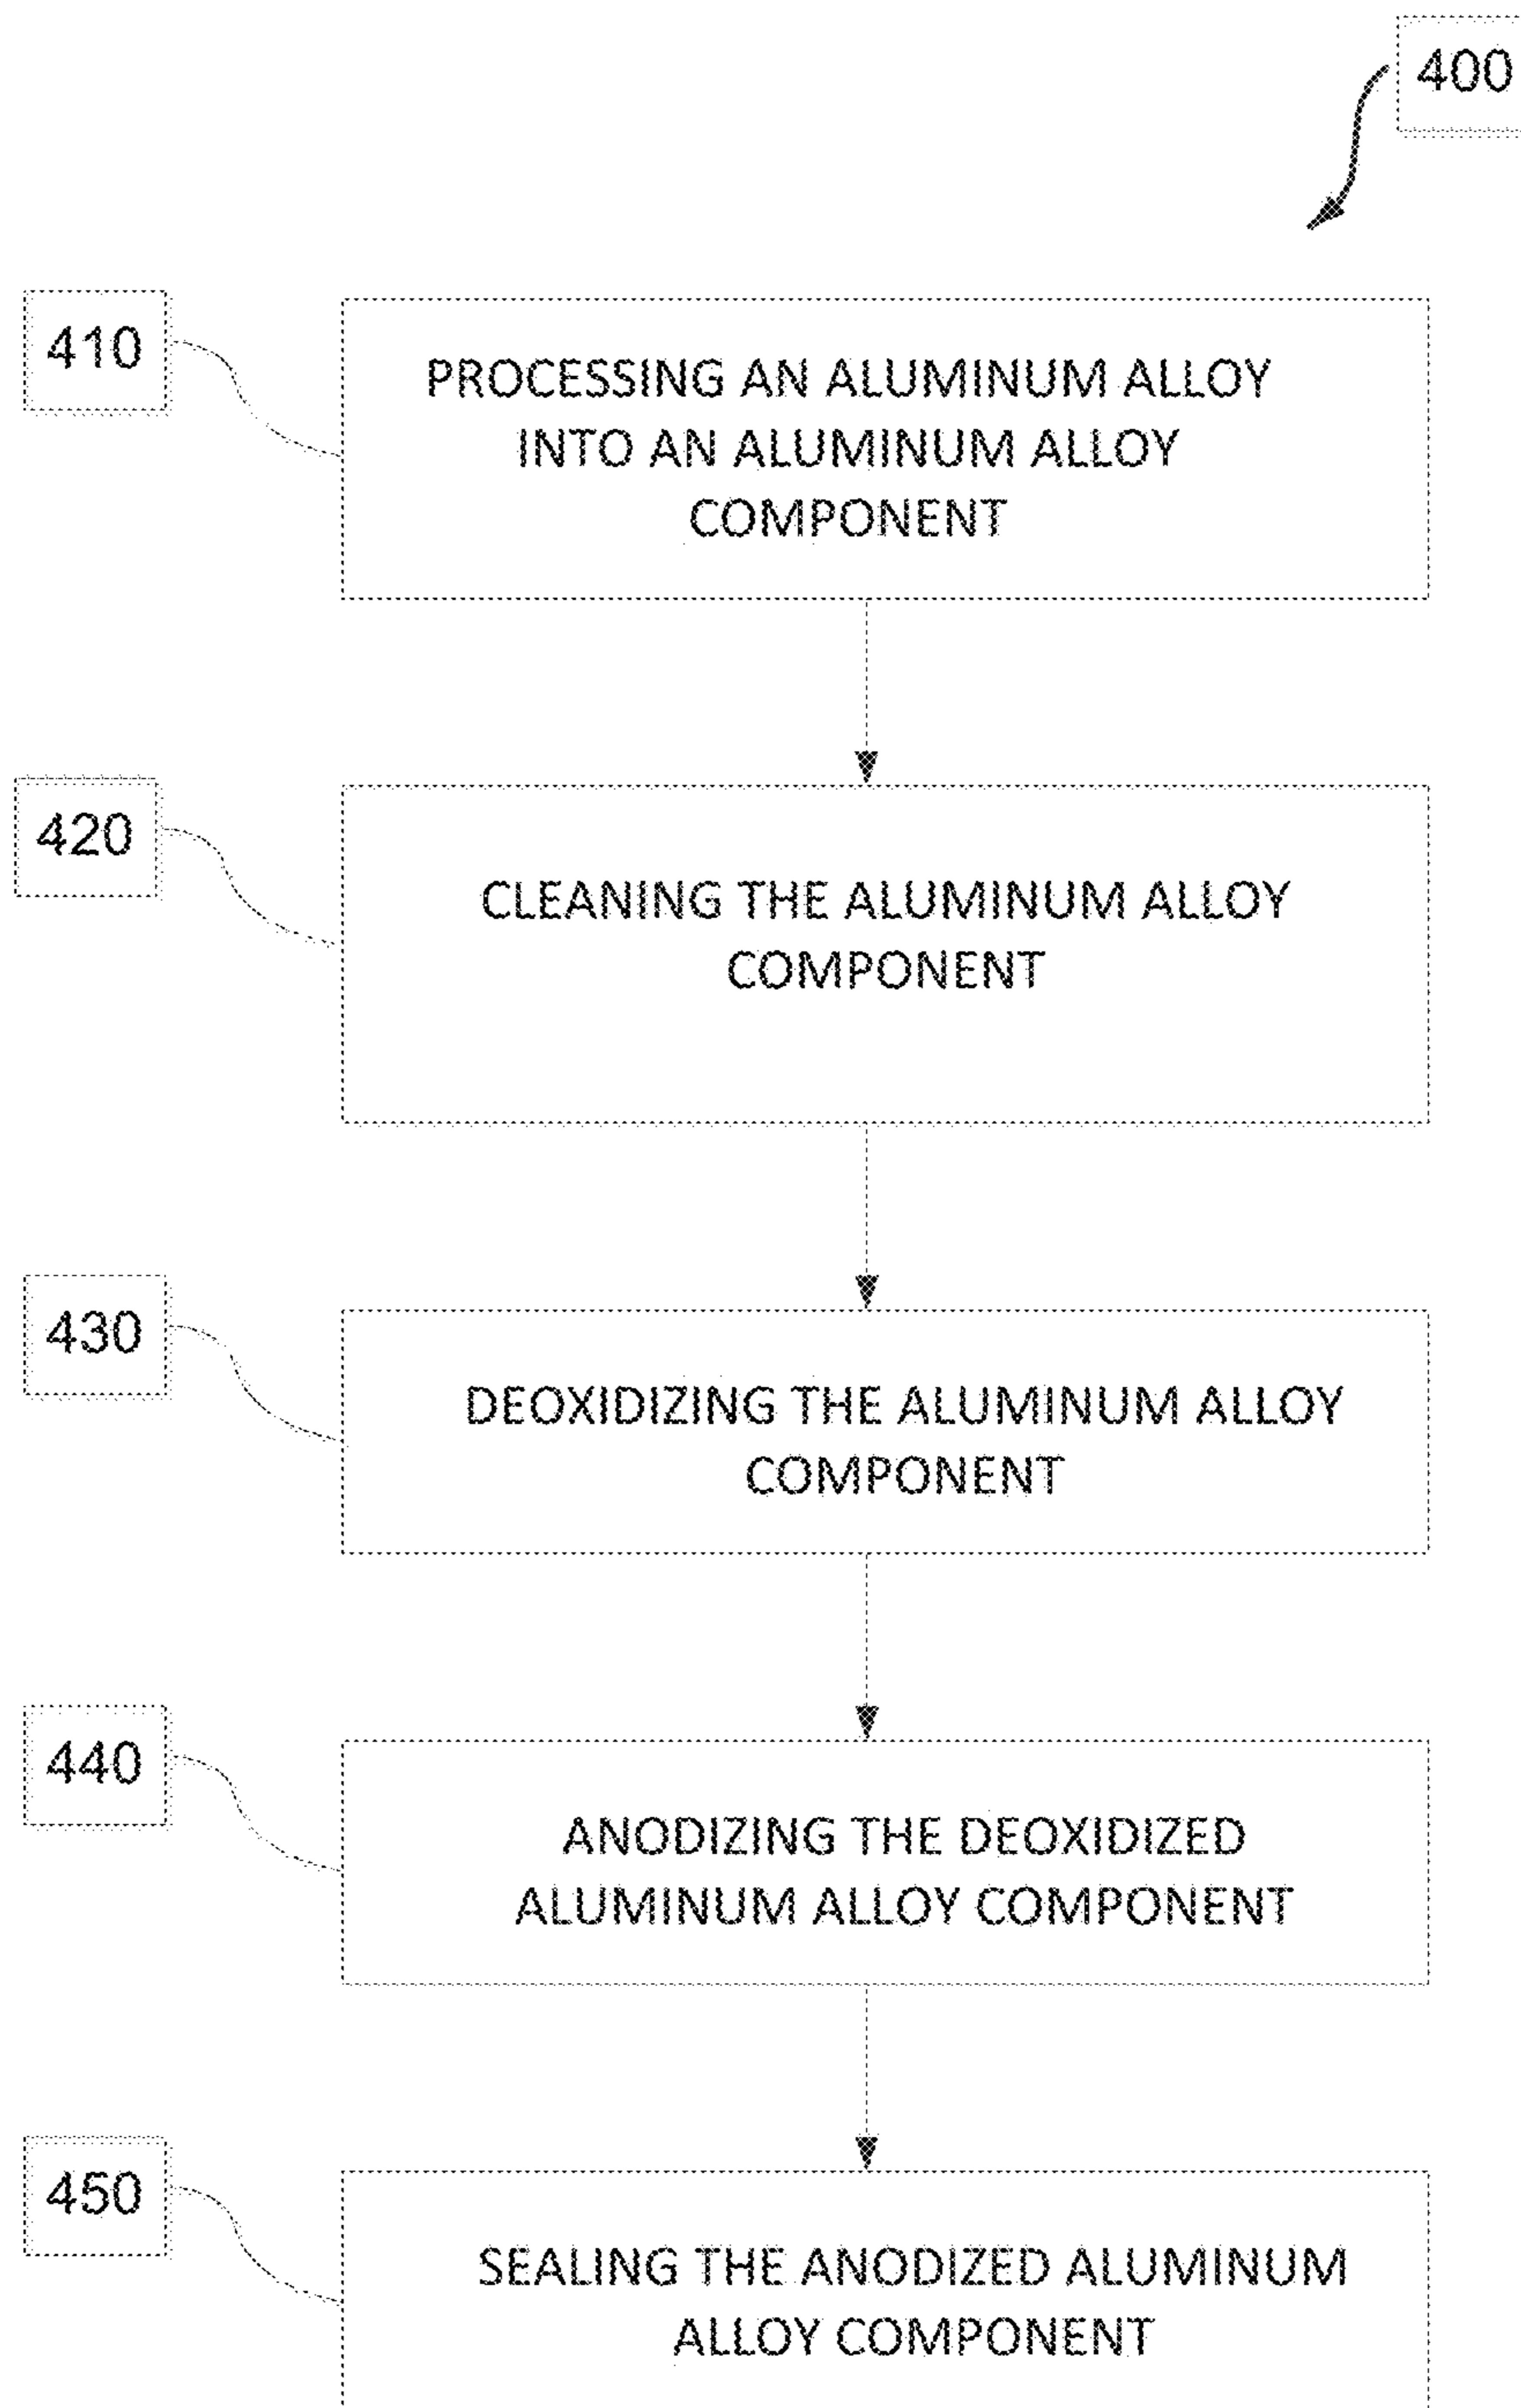 400
410
PROCESSING AN ALUMINUM ALLOY
INTO AN ALUMINUM ALLOY
COMPONENT
420
CLEANING THE ALUMINUM ALLOY
COMPONENT
430
DEOXIDIZING THE ALUMINUM ALLOY
COMPONENT
440
ANODIZING THE DEOXIDIZED
ALUMINUM ALLOY COMPONENT
450
SEALING THE ANODIZED ALUMINUM
ALLOY COMPONENT